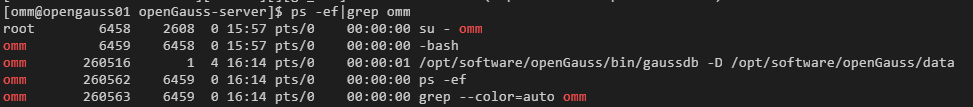 [omm@opengauss01 openGauss-server]$ ps -ef|grep omm
root 6458 2608 0 15:57 pts/0 00:00:00 su - omm
omm 6459 6458 0 15:57 pts/0 00:00:00 -bash
omm 260516 1 4 16:14 pts/0 00:00:01 /opt/software/openGauss/bin/gaussdb -D /opt/software/openGauss/data
omm 260562 6459 0 16:14 pts/0 00:00:00 ps -ef
omm 260563 6459 0 16:14 pts/0 00:00:00 grep --color=auto omm